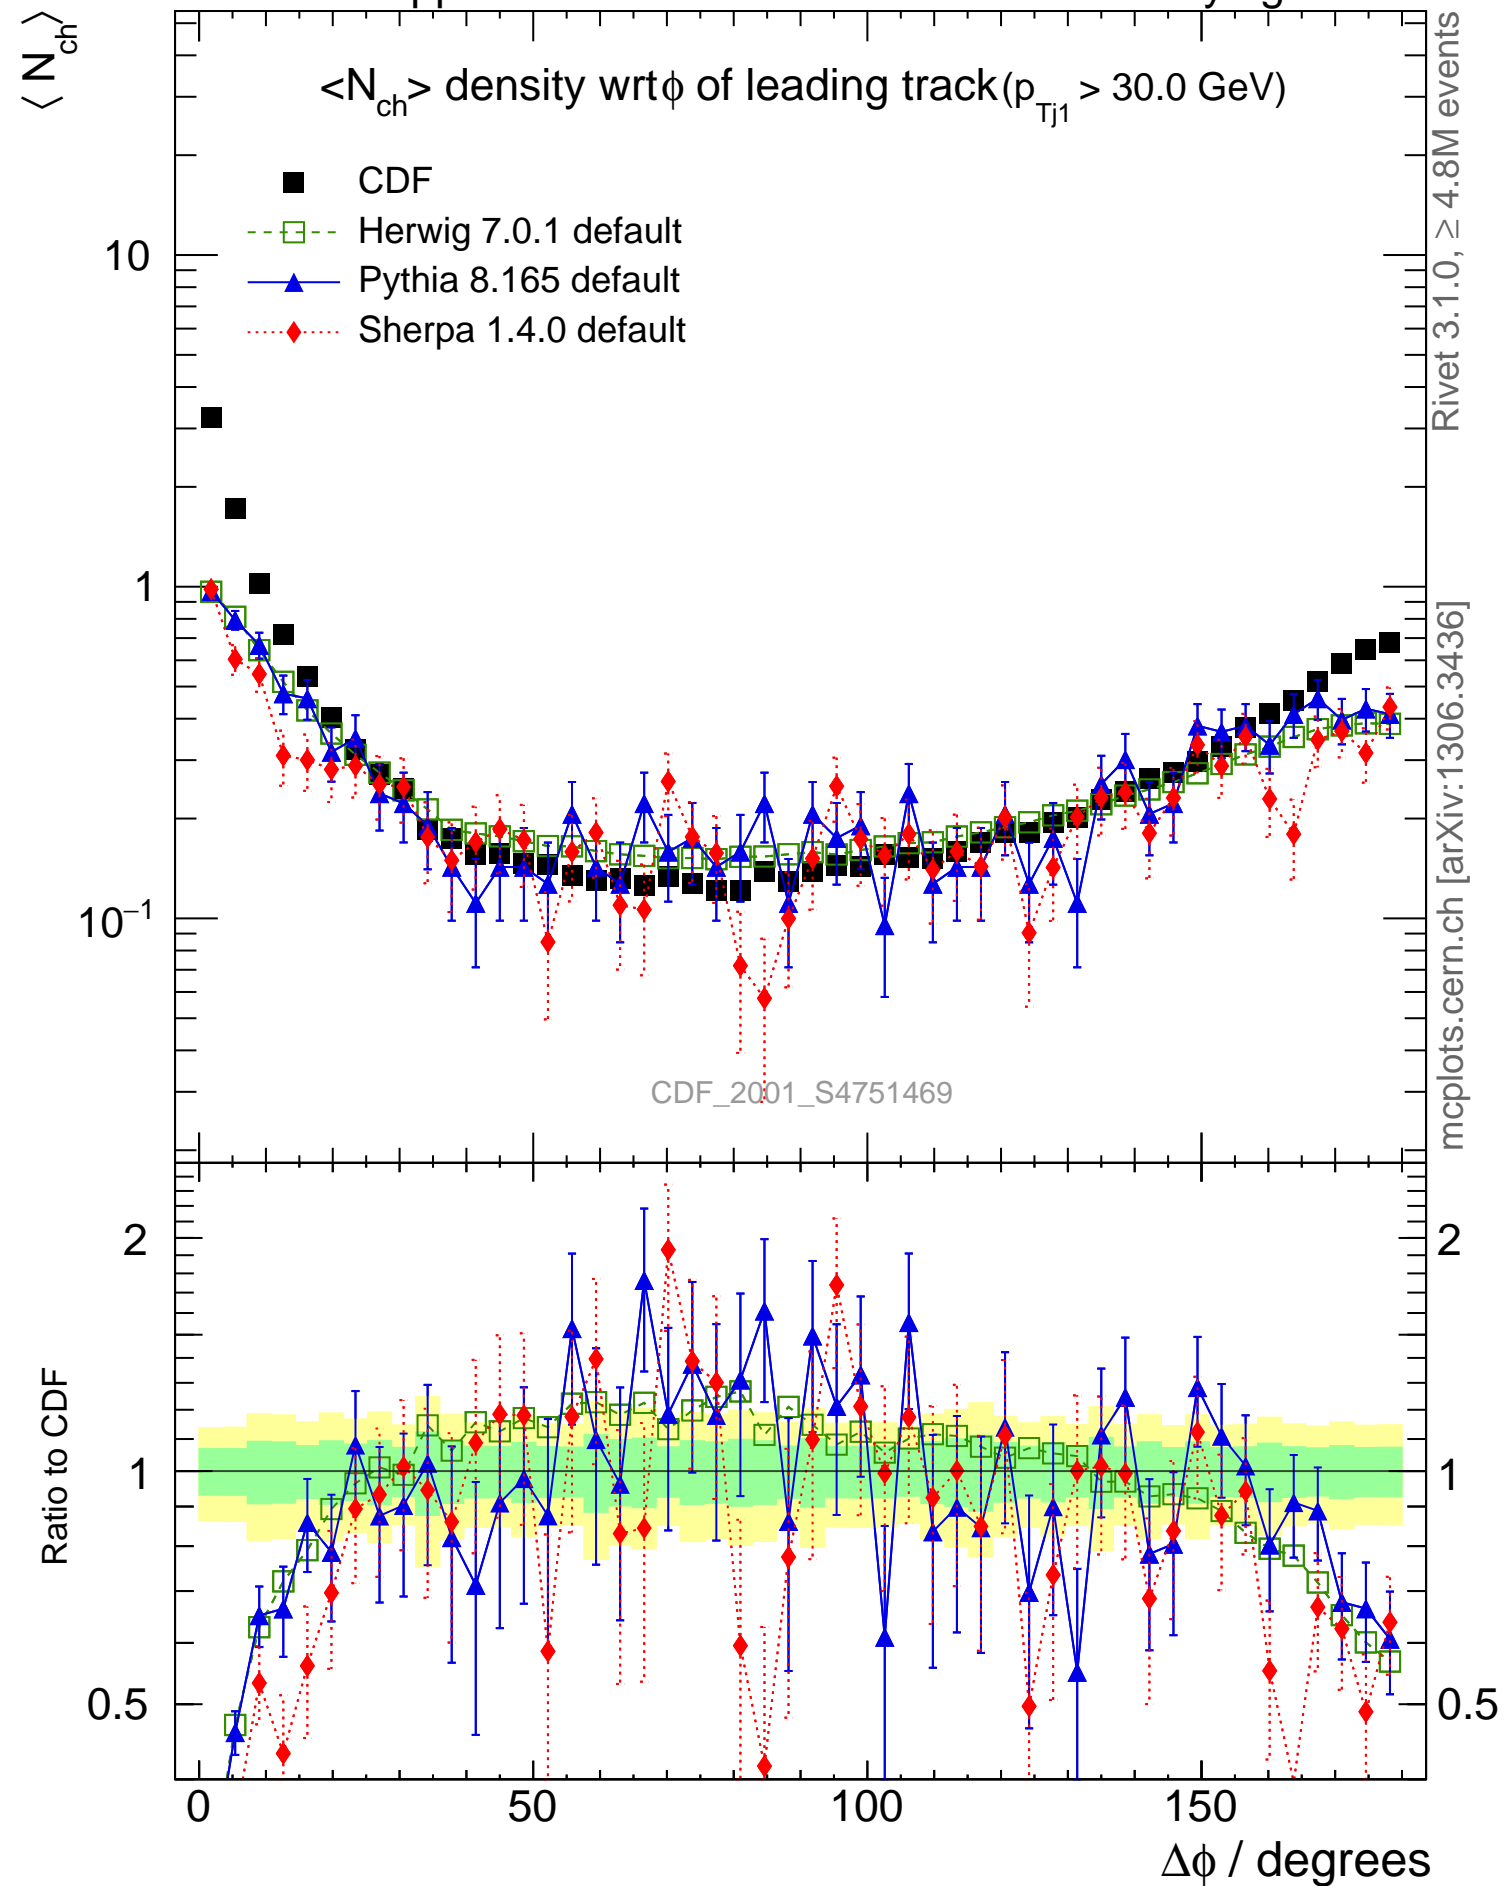 ⟨ N_ch ⟩
<N_ch> density wrt ϕ of leading track (p_Tj1 > 30.0 GeV)
CDF
Herwig 7.0.1 default
Pythia 8.165 default
Sherpa 1.4.0 default
10
1
10⁻¹
CDF_2001_S4751469
Rivet 3.1.0, ≥ 4.8M events
mcplots.cern.ch [arXiv:1306.3436]
Ratio to CDF
2
1
0.5
2
1
0.5
0 50 100 150
Δϕ / degrees